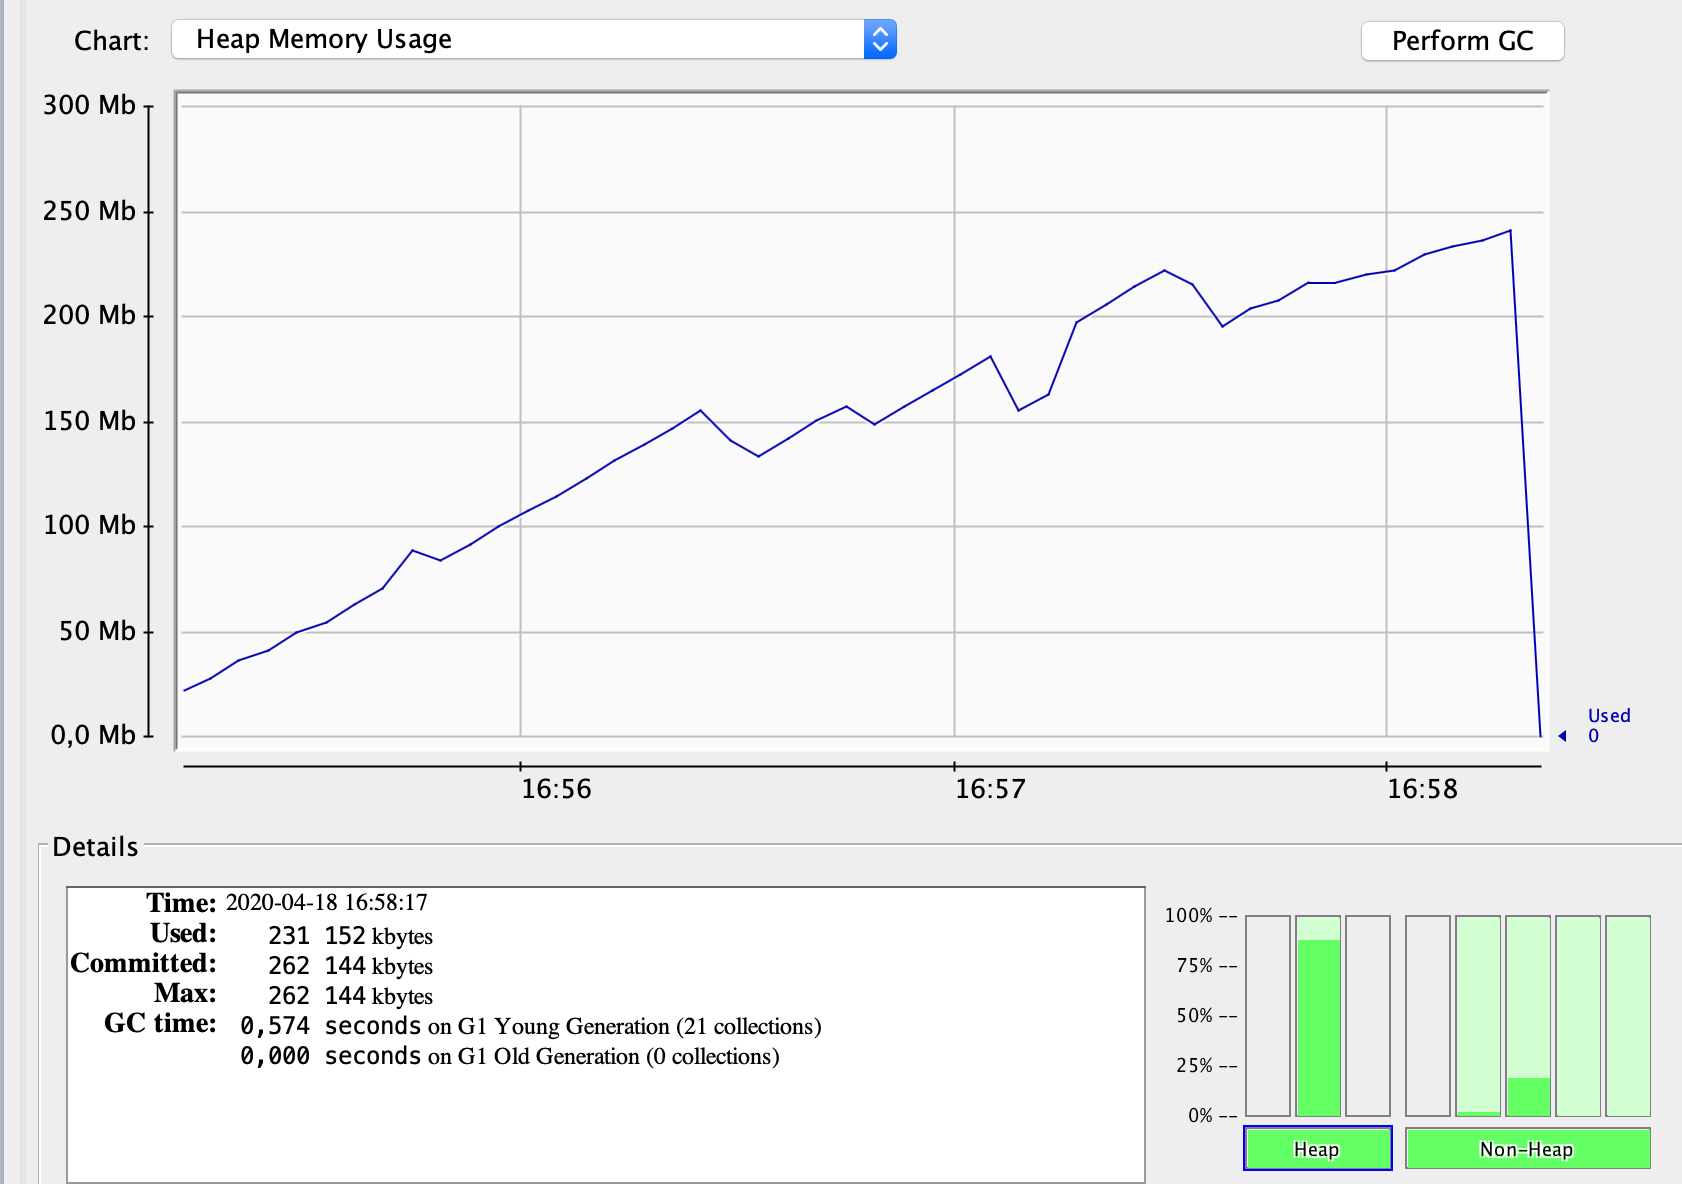 Chart: Heap Memory Usage Perform GC
300 Mb
250 Mb
200 Mb
150 Mb
100 Mb
50 Mb
0,0 Mb
Used
0
16:56 16:57 16:58
Details
Time: 2020-04-18 16:58:17
Used: 231 152 kbytes
Committed: 262 144 kbytes
Max: 262 144 kbytes
GC time: 0,574 seconds on G1 Young Generation (21 collections)
0,000 seconds on G1 Old Generation (0 collections)
100% --
75% --
50% --
25% --
0% --
Heap Non-Heap